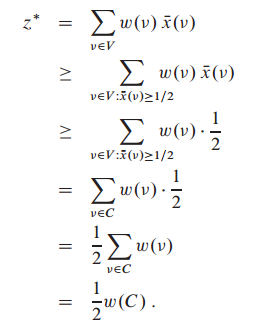 z* = ∑_{ν∈V} w(ν) x̄(ν)
≥ ∑_{ν∈V:x̄(ν)≥1/2} w(ν) x̄(ν)
≥ ∑_{ν∈V:x̄(ν)≥1/2} w(ν) · 1/2
= ∑_{ν∈C} w(ν) · 1/2
= 1/2 ∑_{ν∈C} w(ν)
= 1/2 w(C) .